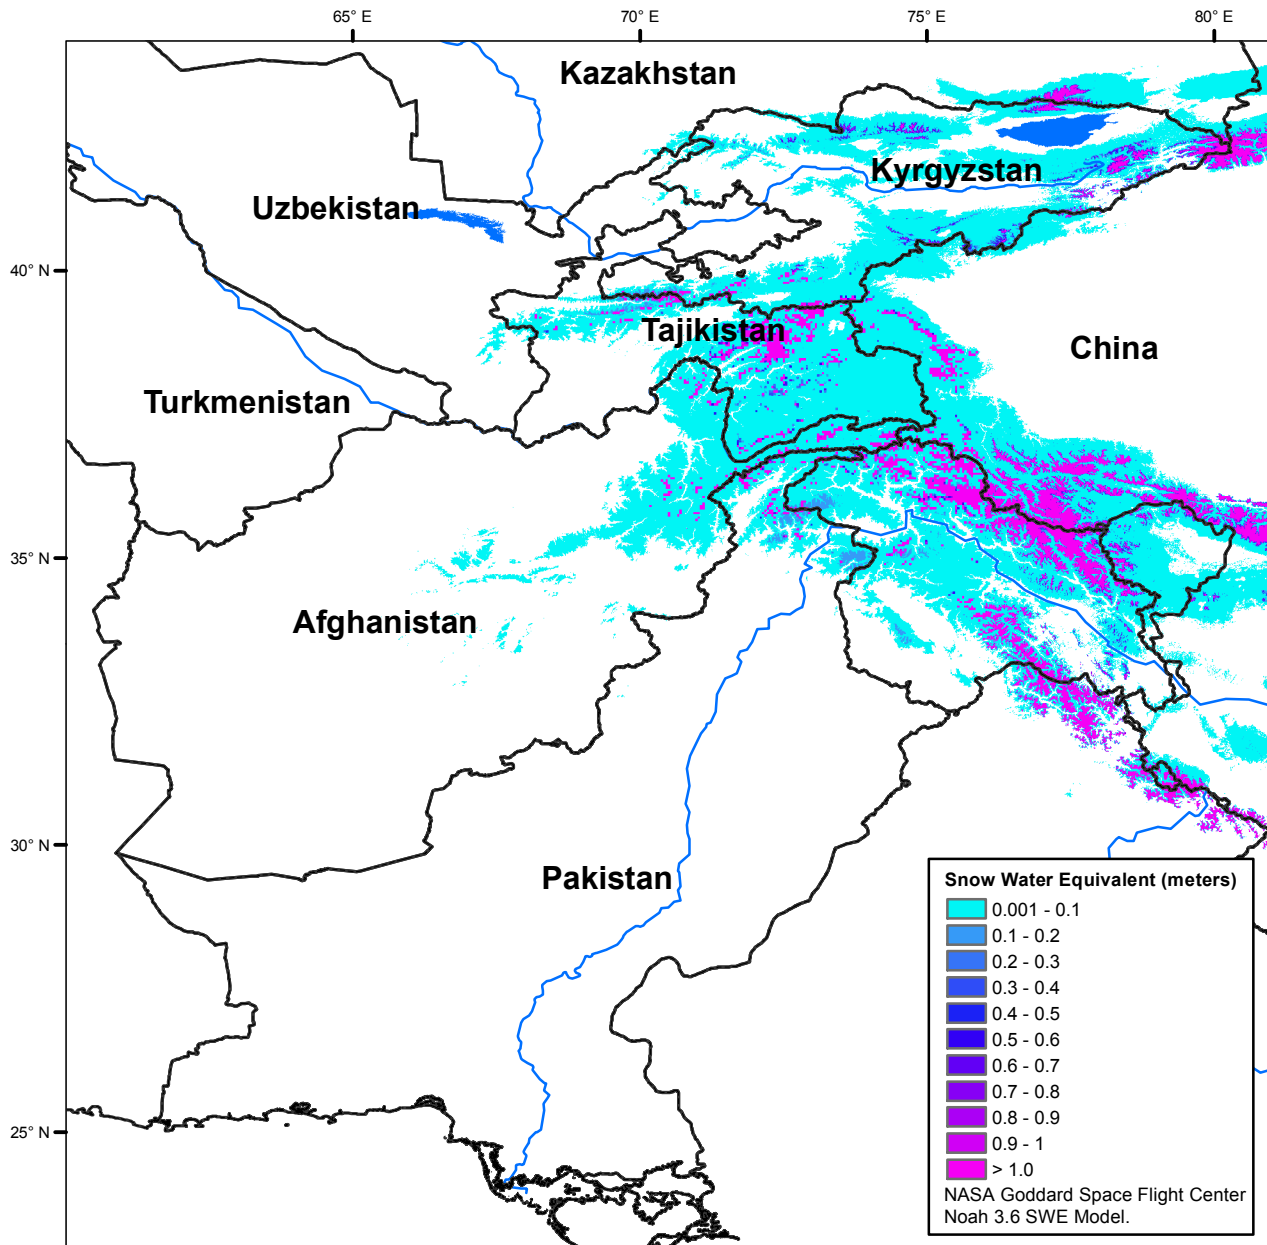 65° E
70° E
75° E
80° E
Kazakhstan
Kyrgyzstan
Uzbekistan
40° N
Tajikistan
China
Turkmenistan
35° N
Afghanistan
30° N
Pakistan
25° N
Snow Water Equivalent (meters)
0.001 - 0.1
0.1 - 0.2
0.2 - 0.3
0.3 - 0.4
0.4 - 0.5
0.5 - 0.6
0.6 - 0.7
0.7 - 0.8
0.8 - 0.9
0.9 - 1
> 1.0
NASA Goddard Space Flight Center
Noah 3.6 SWE Model.